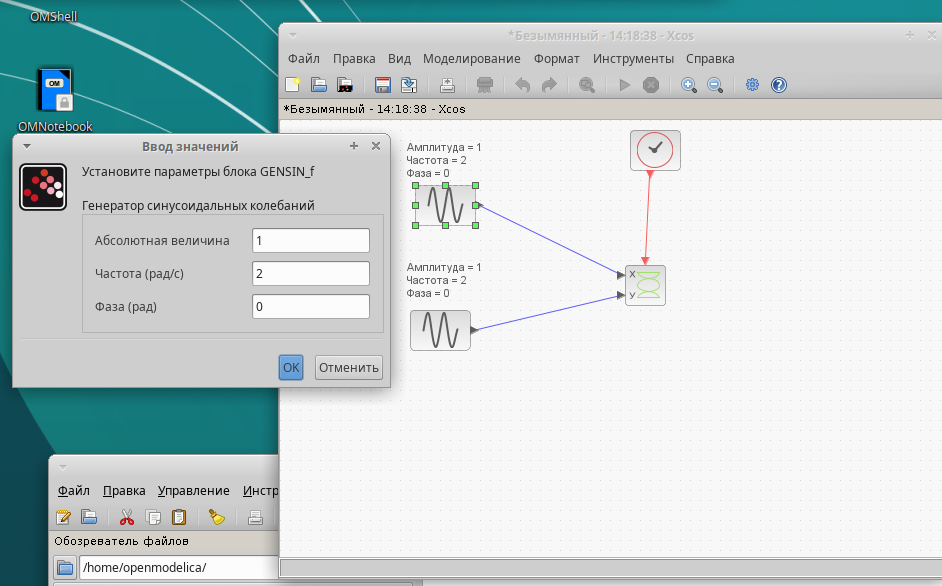 OMShell
OM
OMNotebook
*Безымянный - 14:18:38 - Xcos
Файл Правка Вид Моделирование Формат Инструменты Справка
*Безымянный - 14:18:38 - Xcos
Ввод значений
Установите параметры блока GENSIN_f
Генератор синусоидальных колебаний
Абсолютная величина 1
Частота (рад/с) 2
Фаза (рад) 0
OK Отменить
Амплитуда = 1
Частота = 2
Фаза = 0
Амплитуда = 1
Частота = 2
Фаза = 0
X
Y
Файл Правка Управление Инстр
Обозреватель файлов
/home/openmodelica/